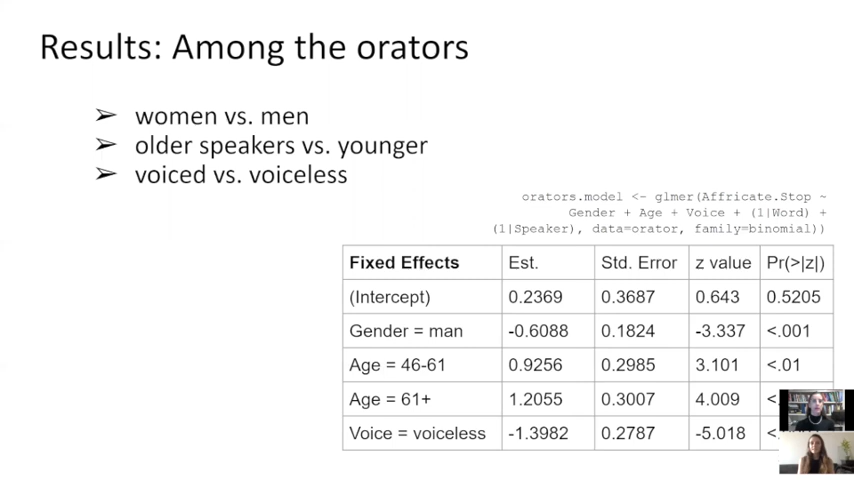 Results: Among the orators
➢ women vs. men
➢ older speakers vs. younger
➢ voiced vs. voiceless
orators.model <- glmer(Affricate.Stop ~
Gender + Age + Voice + (1|Word) +
(1|Speaker), data=orator, family=binomial))
Fixed Effects Est. Std. Error z value Pr(>|z|)
(Intercept) 0.2369 0.3687 0.643 0.5205
Gender = man -0.6088 0.1824 -3.337 <.001
Age = 46-61 0.9256 0.2985 3.101 <.01
Age = 61+ 1.2055 0.3007 4.009 <
Voice = voiceless -1.3982 0.2787 -5.018 <